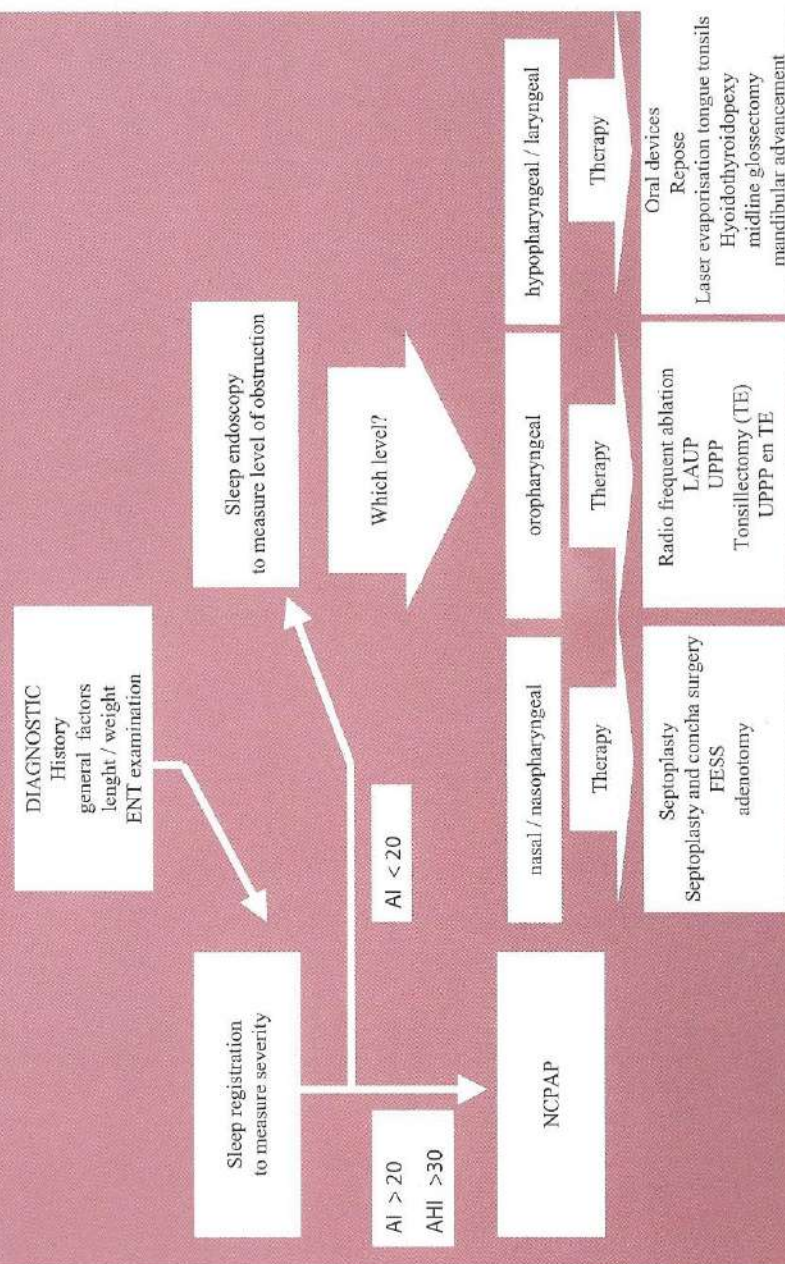 DIAGNOSTIC
History
general factors
lenght / weight
ENT examination
Sleep registration
to measure severity
Sleep endoscopy
to measure level of obstruction
AI > 20
AHI >30
AI < 20
Which level?
NCPAP
nasal / nasopharyngeal
oropharyngeal
hypopharyngeal / laryngeal
Therapy
Therapy
Therapy
Septoplasty
Septoplasty and concha surgery
FESS
adenotomy
Radio frequent ablation
LAUP
UPPP
Tonsillectomy (TE)
UPPP en TE
Oral devices
Repose
Laser evaporisation tongue tonsils
Hyoidothyroidopexy
midline glossectomy
mandibular advancement